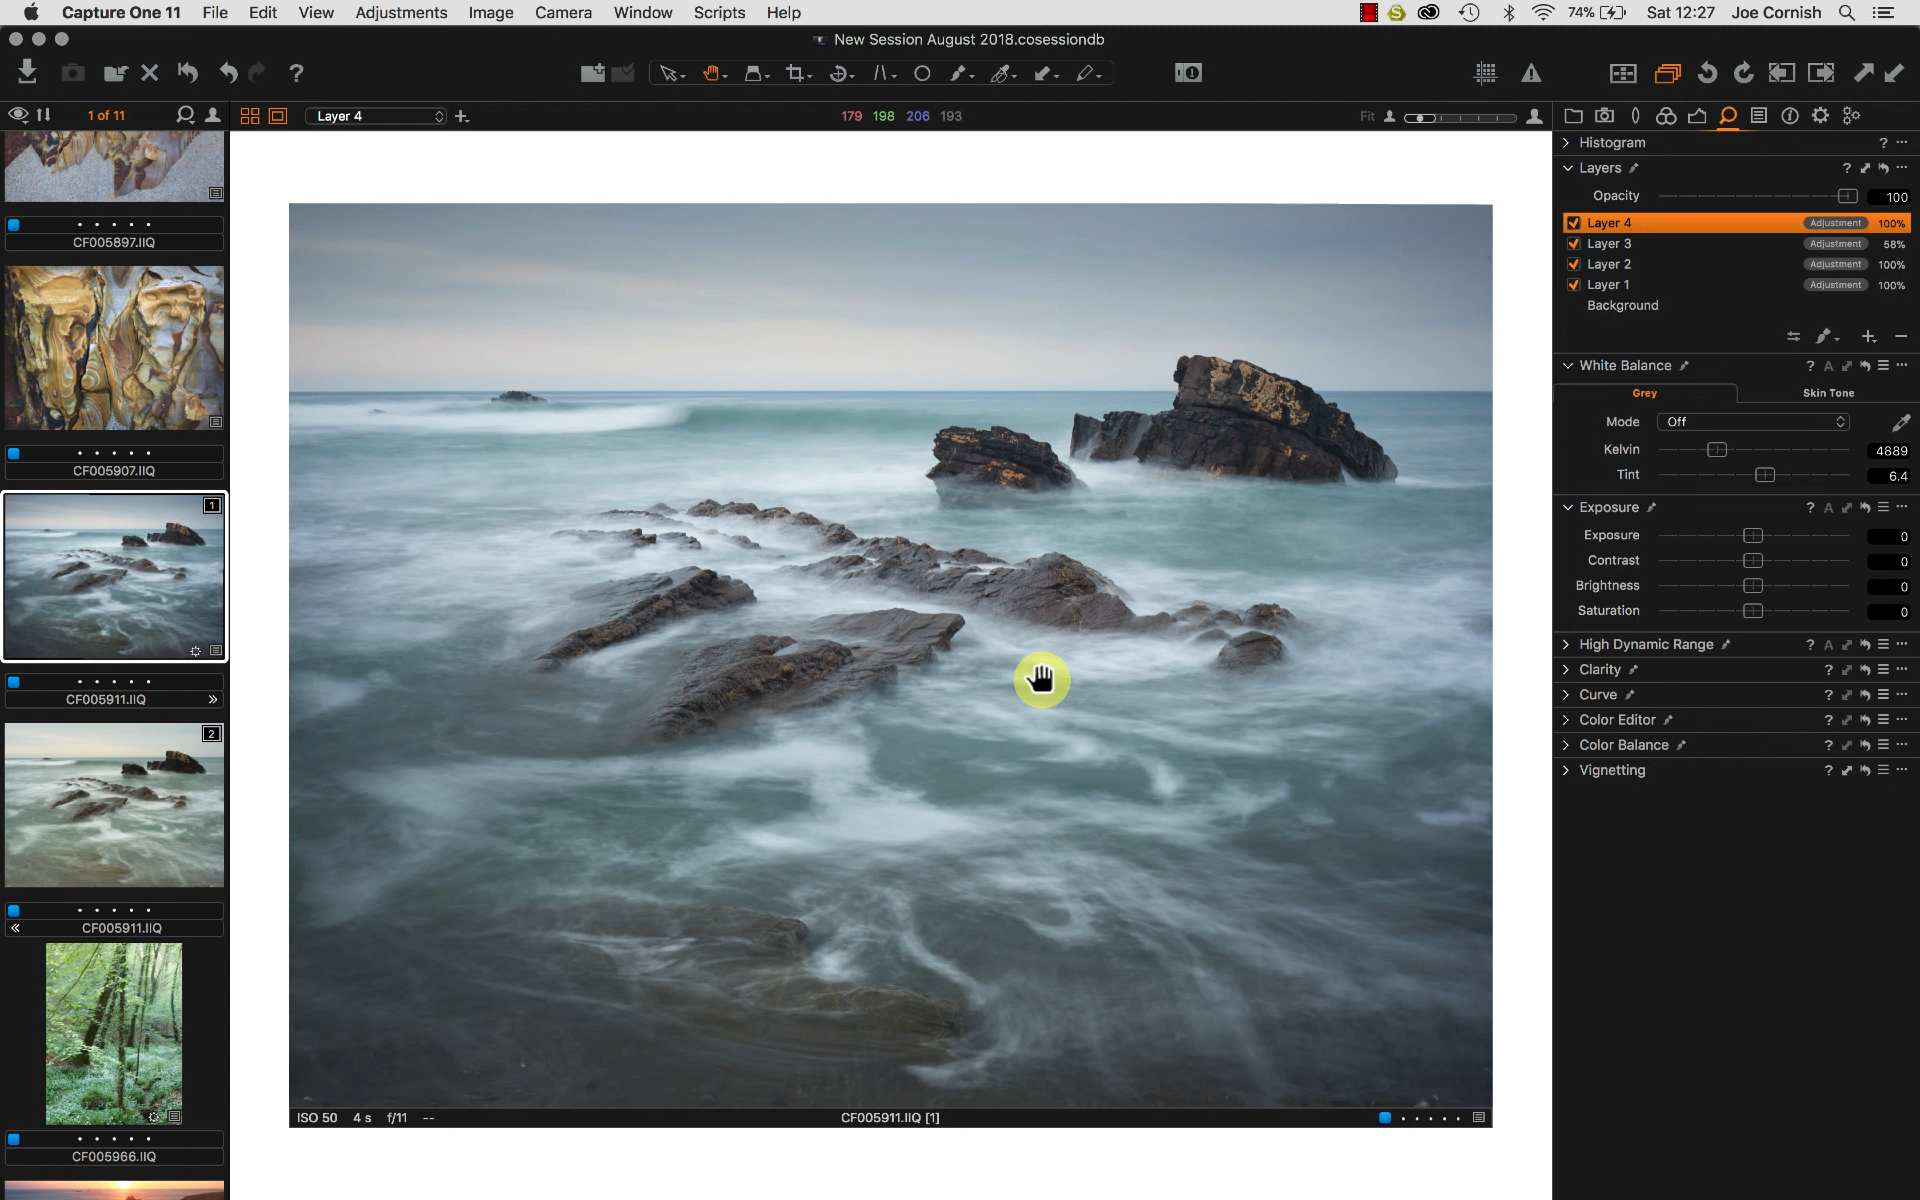 Capture One 11 File Edit View Adjustments Image Camera Window Scripts Help 74% Sat 12:27 Joe Cornish
New Session August 2018.cosessiondb
?
1
1 of 11
Layer 4
179 198 206 193
Fit
Histogram ? ...
Layers ? ...
Opacity 100
Layer 4 Adjustment 100%
Layer 3 Adjustment 58%
Layer 2 Adjustment 100%
Layer 1 Adjustment 100%
Background
White Balance ? A ...
Grey Skin Tone
Mode Off
Kelvin 4889
Tint 6.4
Exposure ? A ...
Exposure 0
Contrast 0
Brightness 0
Saturation 0
High Dynamic Range ? A ...
Clarity ? ...
Curve ? ...
Color Editor ? ...
Color Balance ? ...
Vignetting ? ...
CF005897.IIQ
CF005907.IIQ
1
CF005911.IIQ
2
CF005911.IIQ
CF005966.IIQ
ISO 50 4 s f/11 -- CF005911.IIQ [1]